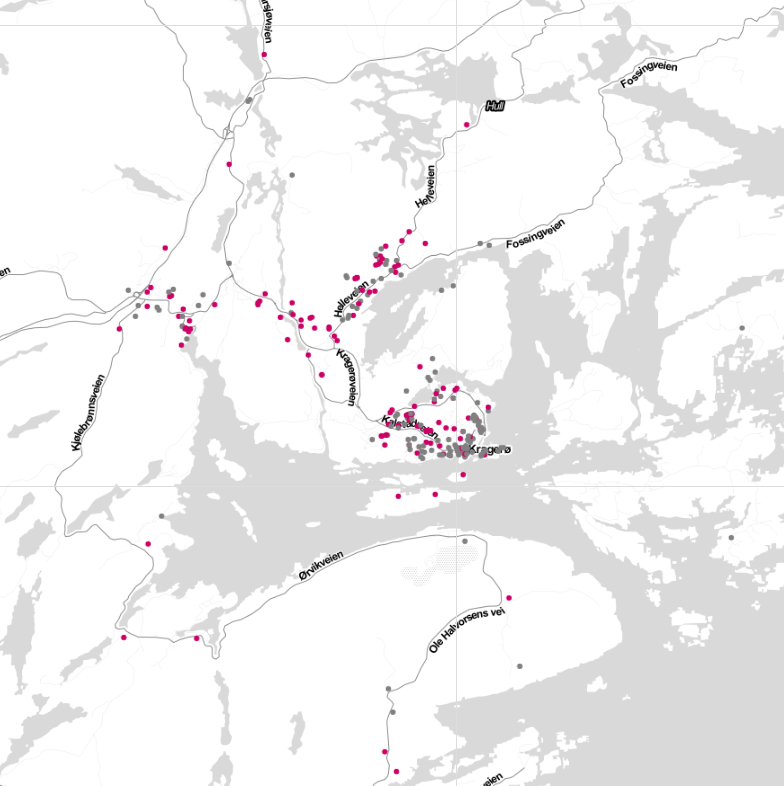 Fossingveien
Hull
Helleveien
Fossingveien
Helleveien
Kragerøveien
Kjølebrønnsveien
Kragerø
Ørvikveien
Ole Halvorsens vei